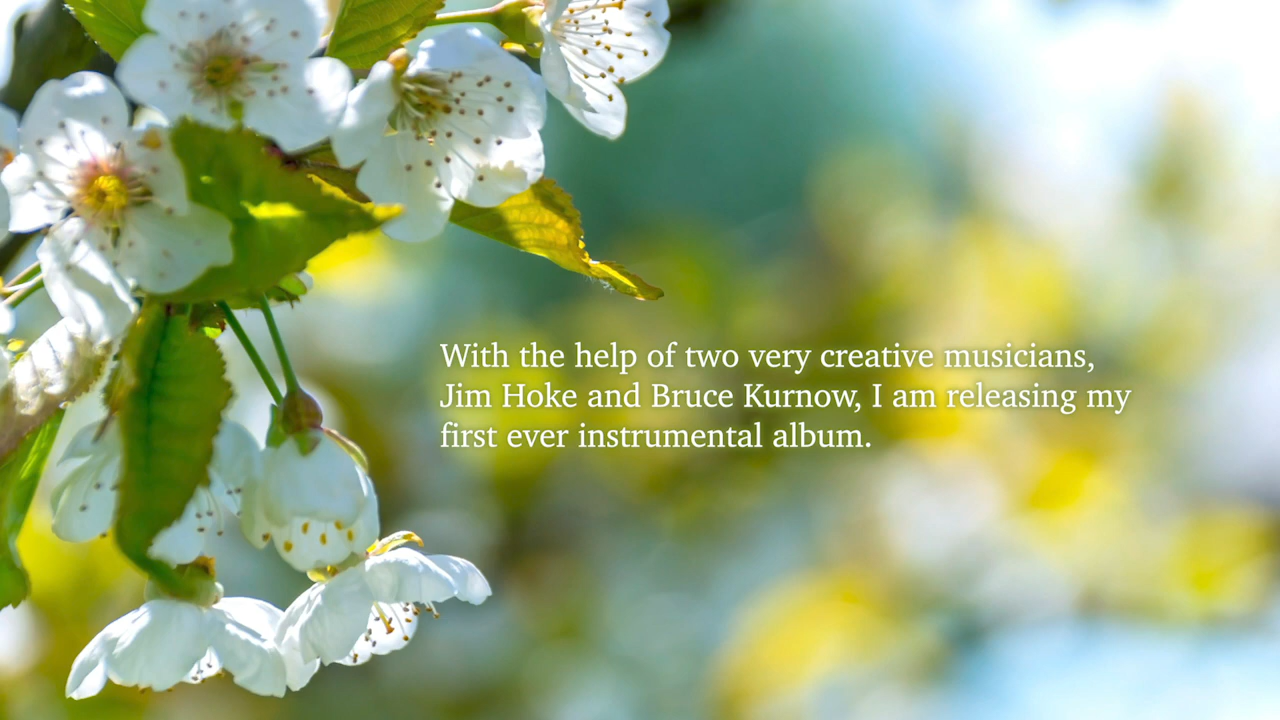 With the help of two very creative musicians,
Jim Hoke and Bruce Kurnow, I am releasing my
first ever instrumental album.